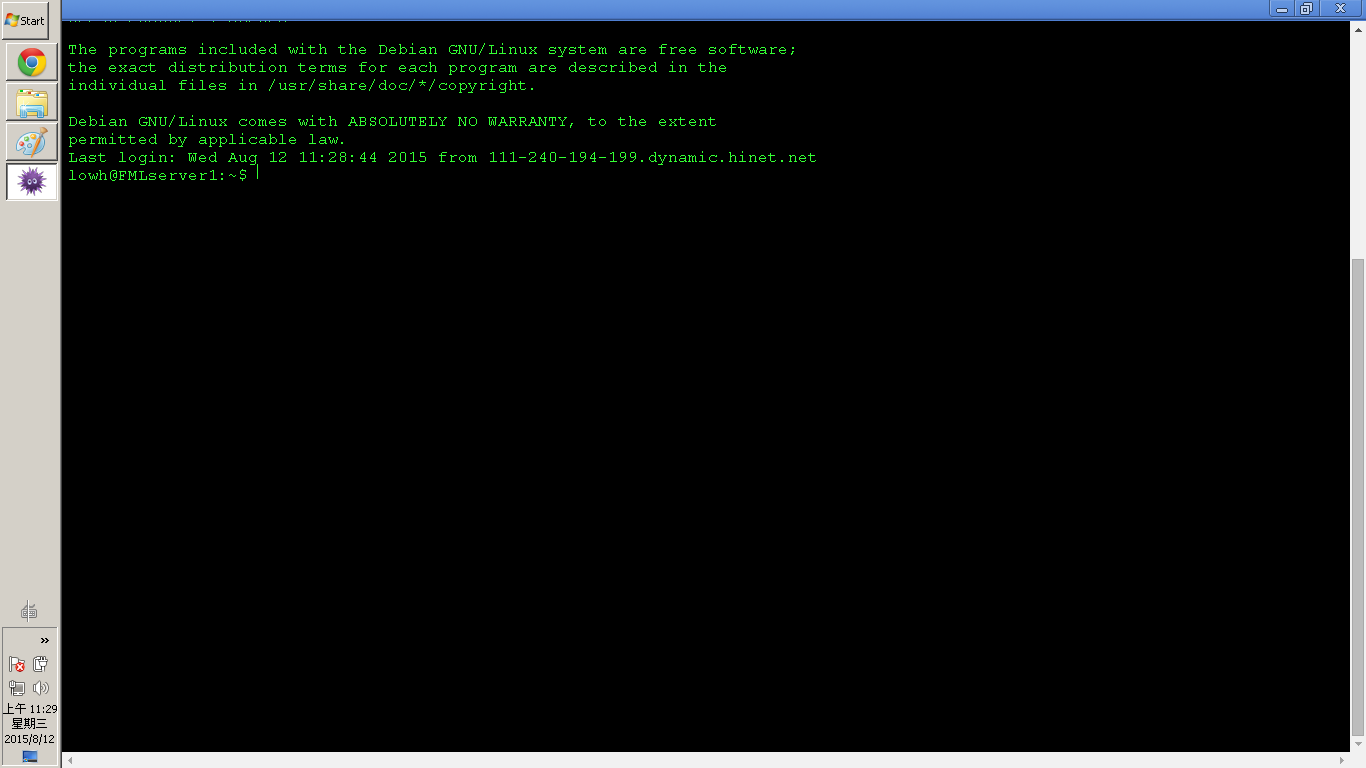 Start
The programs included with the Debian GNU/Linux system are free software;
the exact distribution terms for each program are described in the
individual files in /usr/share/doc/*/copyright.
Debian GNU/Linux comes with ABSOLUTELY NO WARRANTY, to the extent
permitted by applicable law.
Last login: Wed Aug 12 11:28:44 2015 from 111-240-194-199.dynamic.hinet.net
lowh@FMLserver1:~$
上午 11:29
星期三
2015/8/12